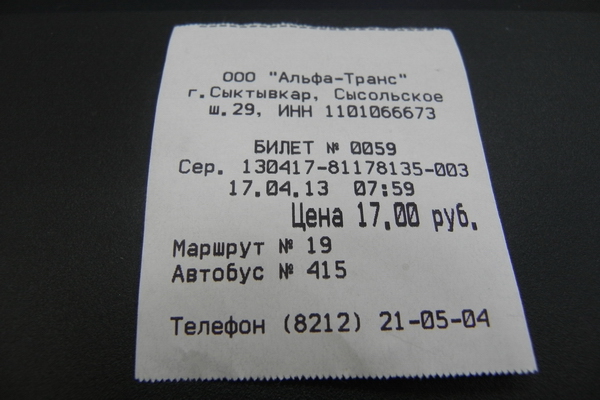 ООО "Альфа-Транс"
г.Сыктывкар, Сысольское
ш.29, ИНН 1101066673
БИЛЕТ № 0059
Сер. 130417-81178135-003
17.04.13 07:59
Цена 17.00 руб.
Маршрут № 19
Автобус № 415
Телефон (8212) 21-05-04